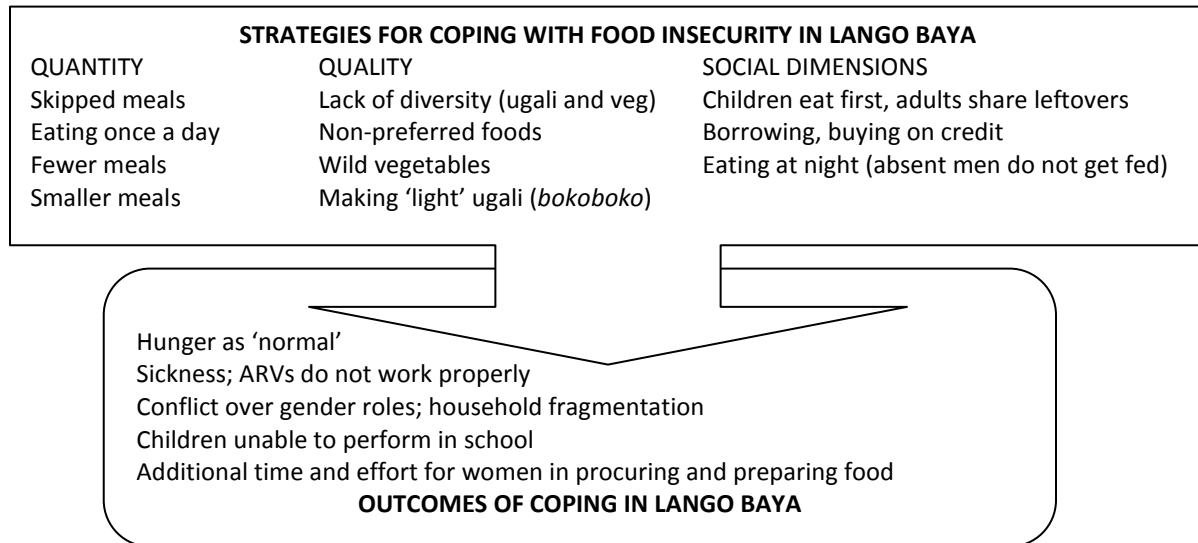 STRATEGIES FOR COPING WITH FOOD INSECURITY IN LANGO BAYA
QUANTITY QUALITY SOCIAL DIMENSIONS
Skipped meals Lack of diversity (ugali and veg) Children eat first, adults share leftovers
Eating once a day Non-preferred foods Borrowing, buying on credit
Fewer meals Wild vegetables Eating at night (absent men do not get fed)
Smaller meals Making ‘light’ ugali (bokoboko)
Hunger as ‘normal’
Sickness; ARVs do not work properly
Conflict over gender roles; household fragmentation
Children unable to perform in school
Additional time and effort for women in procuring and preparing food
OUTCOMES OF COPING IN LANGO BAYA